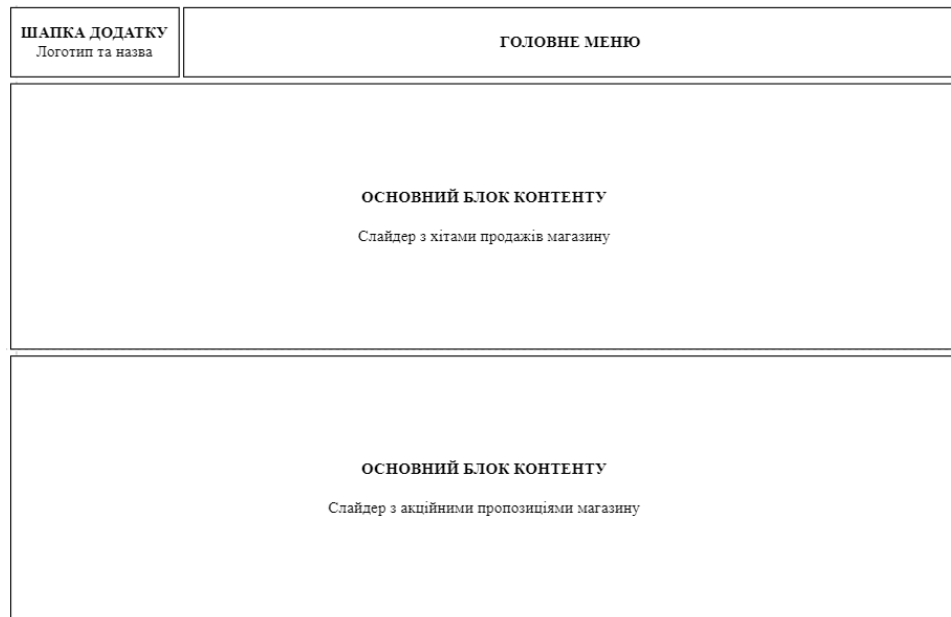 ШАПКА ДОДАТКУ
Логотип та назва
ГОЛОВНЕ МЕНЮ
ОСНОВНИЙ БЛОК КОНТЕНТУ
Слайдер з хітами продажів магазину
ОСНОВНИЙ БЛОК КОНТЕНТУ
Слайдер з акційними пропозиціями магазину